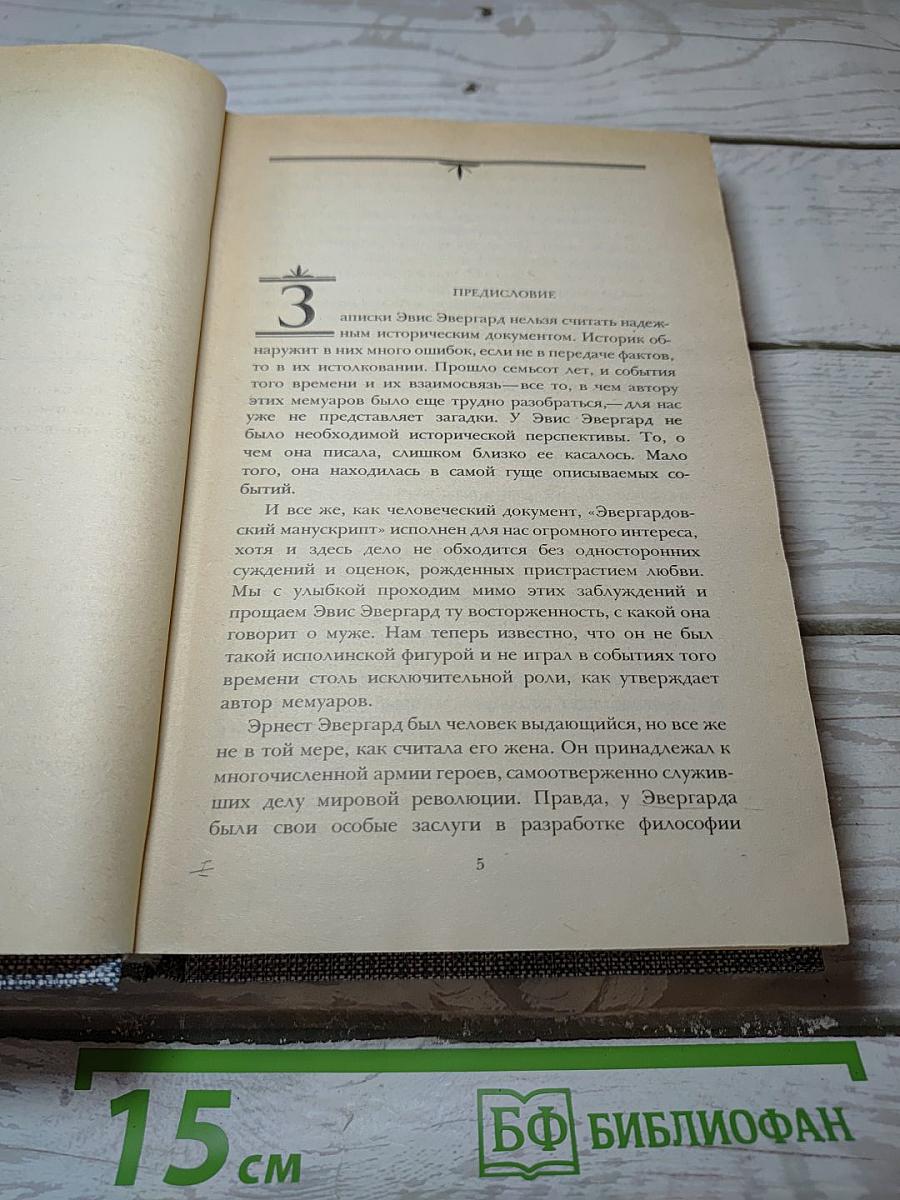 ПРЕДИСЛОВИЕ
Записки Эвис Эвергард нельзя считать надеж-
ным историческим документом. Историк об-
наружит в них много ошибок, если не в передаче фактов,
то в их истолковании. Прошло семьсот лет, и события
того времени и их взаимосвязь—все то, в чем автору
этих мемуаров было еще трудно разобраться,—для нас
уже не представляет загадки. У Эвис Эвергард не
было необходимой исторической перспективы. То, о
чем она писала, слишком близко ее касалось. Мало
того, она находилась в самой гуще описываемых со-
бытий.
И все же, как человеческий документ, «Эвергардов-
ский манускрипт» исполнен для нас огромного интереса,
хотя и здесь дело не обходится без односторонних
суждений и оценок, рожденных пристрастием любви.
Мы с улыбкой проходим мимо этих заблуждений и
прощаем Эвис Эвергард ту восторженность, с какой она
говорит о муже. Нам теперь известно, что он не был
такой исполинской фигурой и не играл в событиях того
времени столь исключительной роли, как утверждает
автор мемуаров.
Эрнест Эвергард был человек выдающийся, но все же
не в той мере, как считала его жена. Он принадлежал к
многочисленной армии героев, самоотверженно служив-
ших делу мировой революции. Правда, у Эвергарда
были свои особые заслуги в разработке философии
5
15 см
БФ БИБЛИОФАН